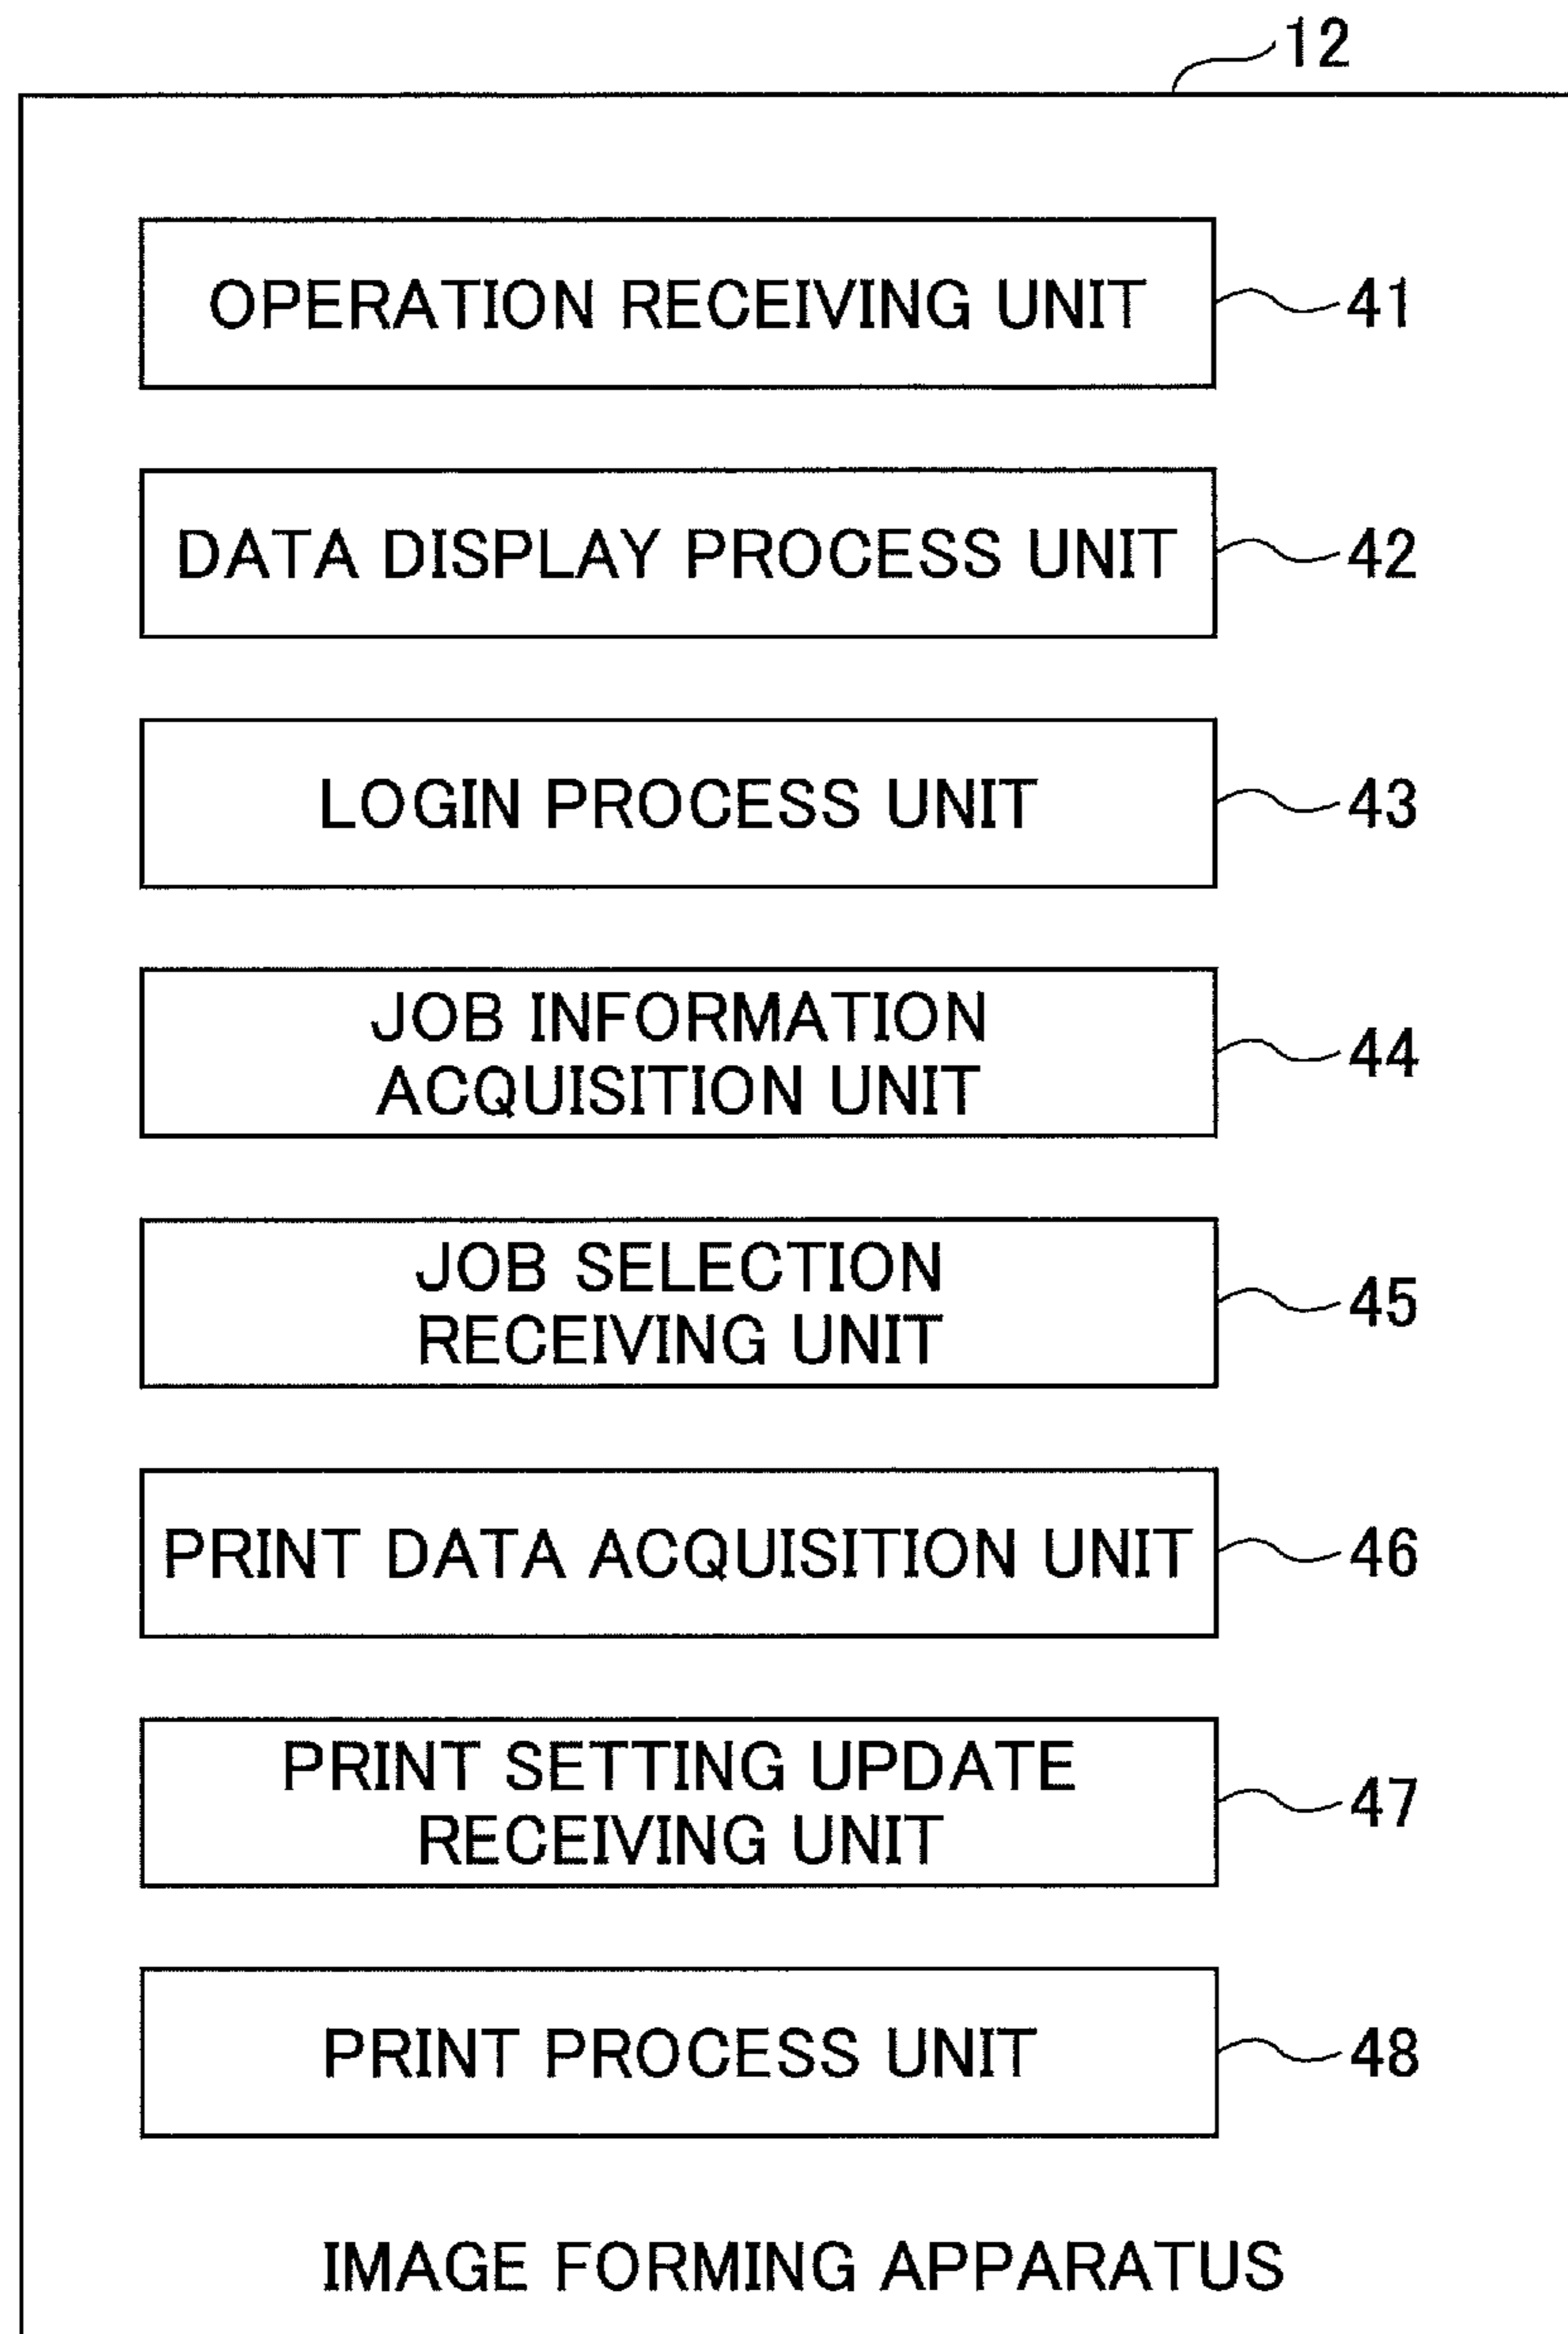 12
OPERATION RECEIVING UNIT
41
DATA DISPLAY PROCESS UNIT
42
LOGIN PROCESS UNIT
43
JOB INFORMATION
ACQUISITION UNIT
44
JOB SELECTION
RECEIVING UNIT
45
PRINT DATA ACQUISITION UNIT
46
PRINT SETTING UPDATE
RECEIVING UNIT
47
PRINT PROCESS UNIT
48
IMAGE FORMING APPARATUS